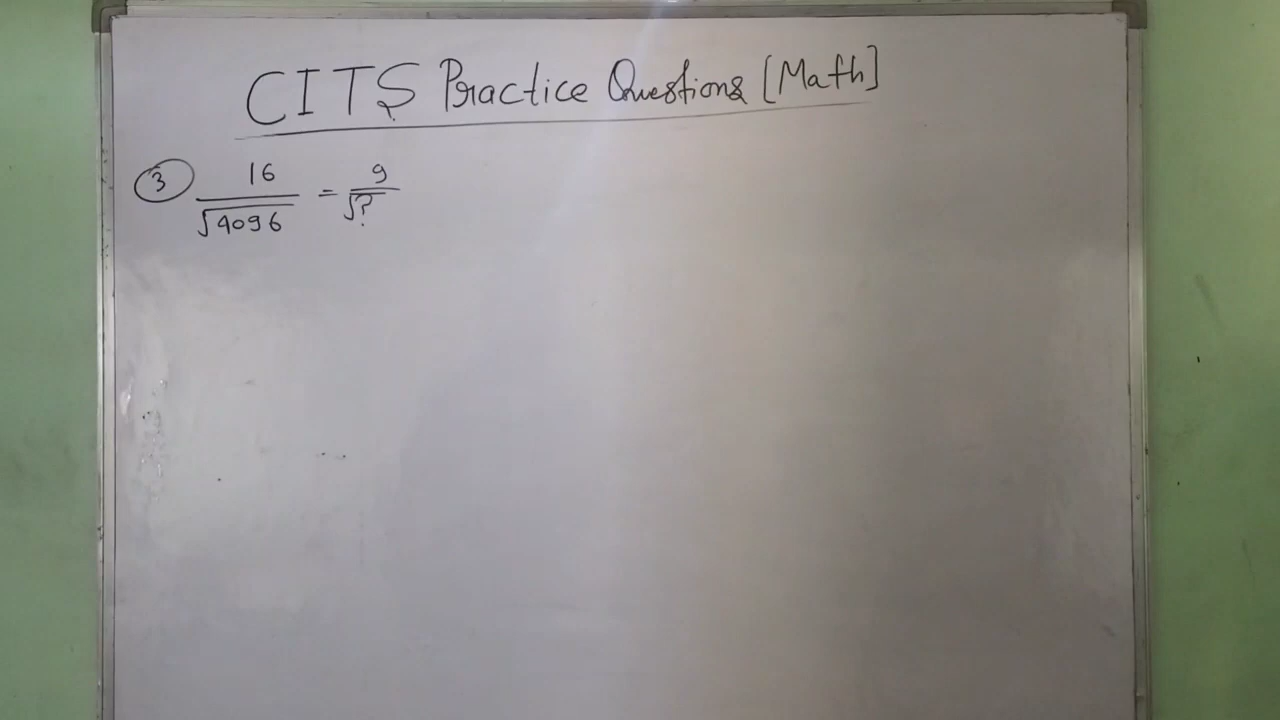 CITS Practice Questions [Math]
3 16/√4096 = 9/√?